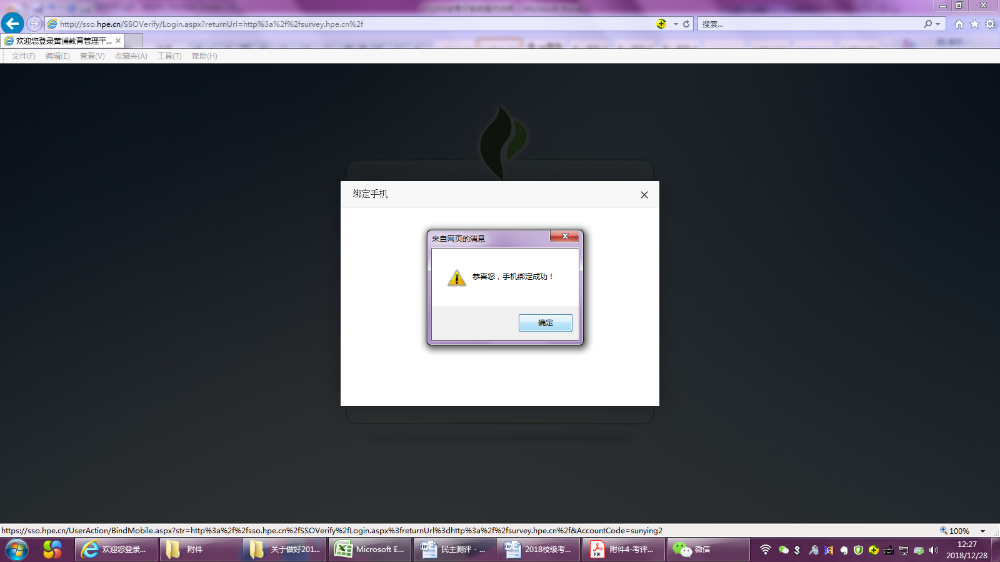 http://sso.hpe.cn/SSOVerify/Login.aspx?returnUrl=http%3a%2f%2fsurvey.hpe.cn%2f
搜索...
欢迎您登录黄浦教育管理平...
文件(F) 编辑(E) 查看(V) 收藏夹(A) 工具(T) 帮助(H)
绑定手机
来自网页的消息
恭喜您，手机绑定成功！
确定
https://sso.hpe.cn/UserAction/BindMobile.aspx?str=http%3a%2f%2fsso.hpe.cn%2fSSOVerify%2fLogin.aspx%3freturnUrl%3dhttp%3a%2f%2fsurvey.hpe.cn%2f&AccountCode=sunying2
100%
欢迎您登录... 附件 关于做好201... Microsoft E... 民主测评 - ... 2018校级考... 附件4-考评... 微信
12:27
2018/12/28